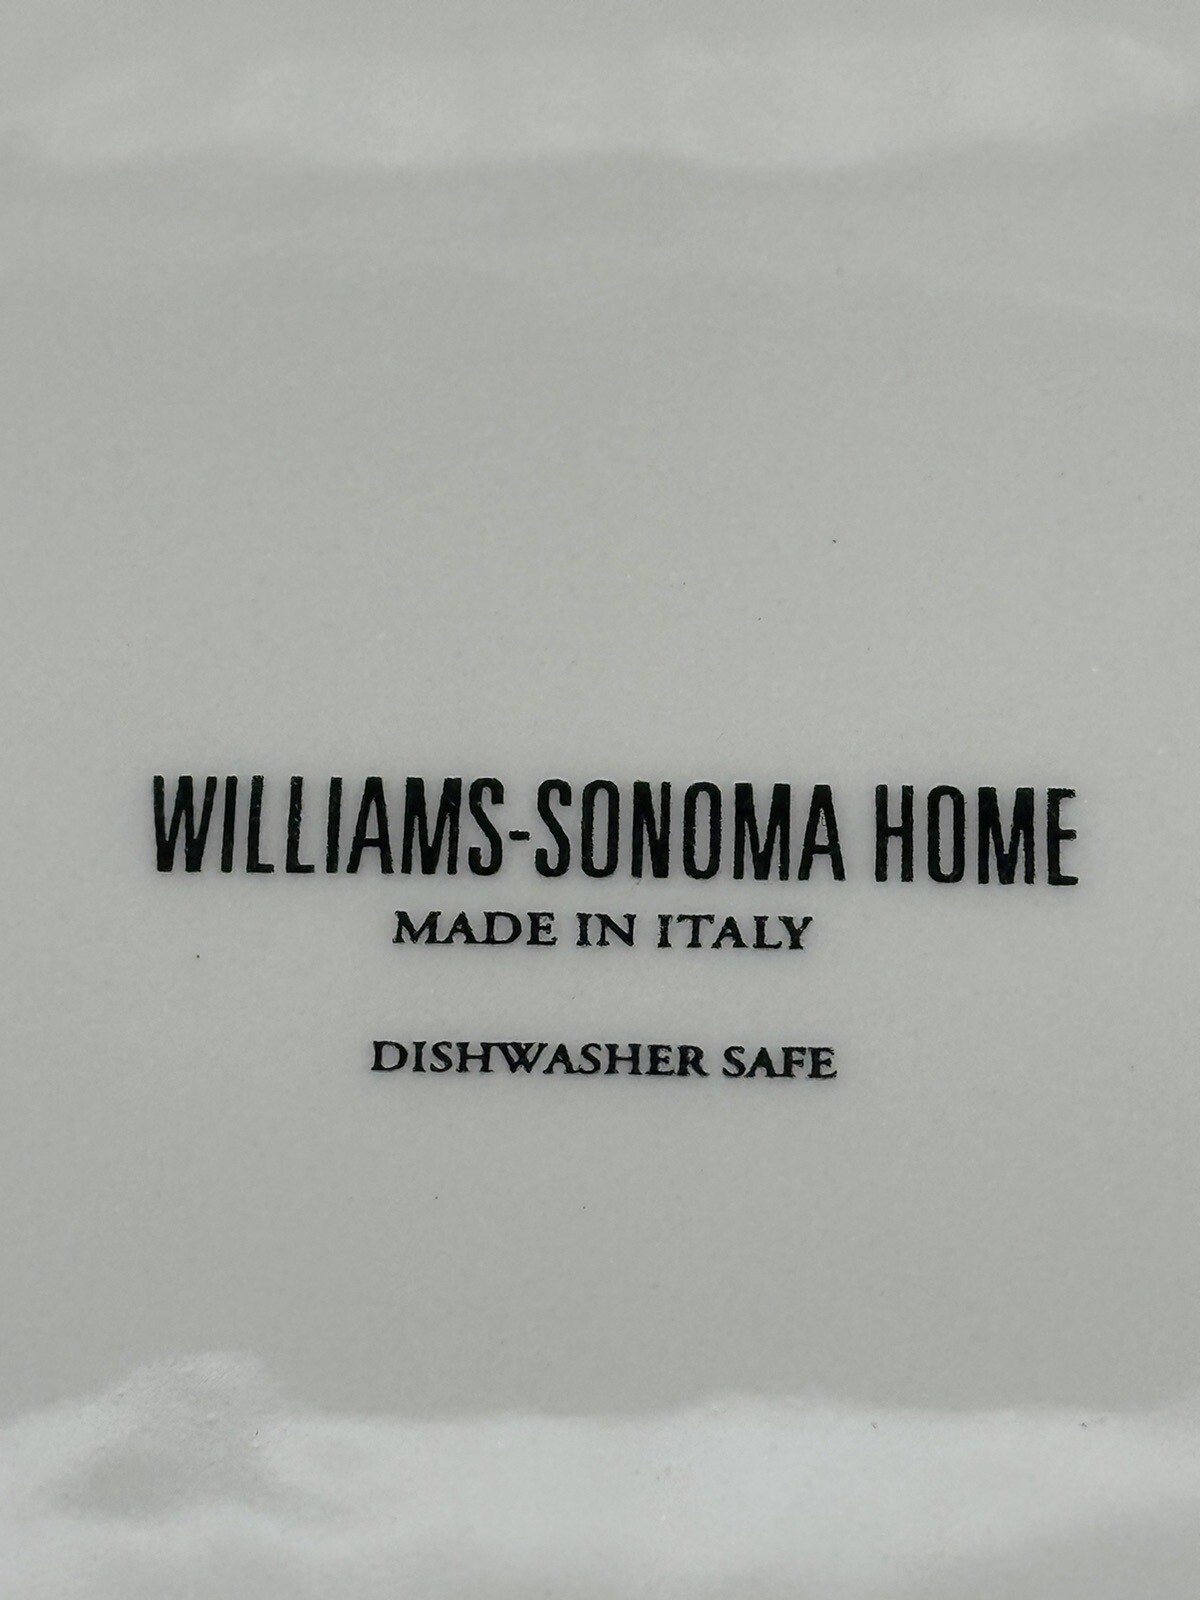 WILLIAMS-SONOMA HOME
MADE IN ITALY
DISHWASHER SAFE